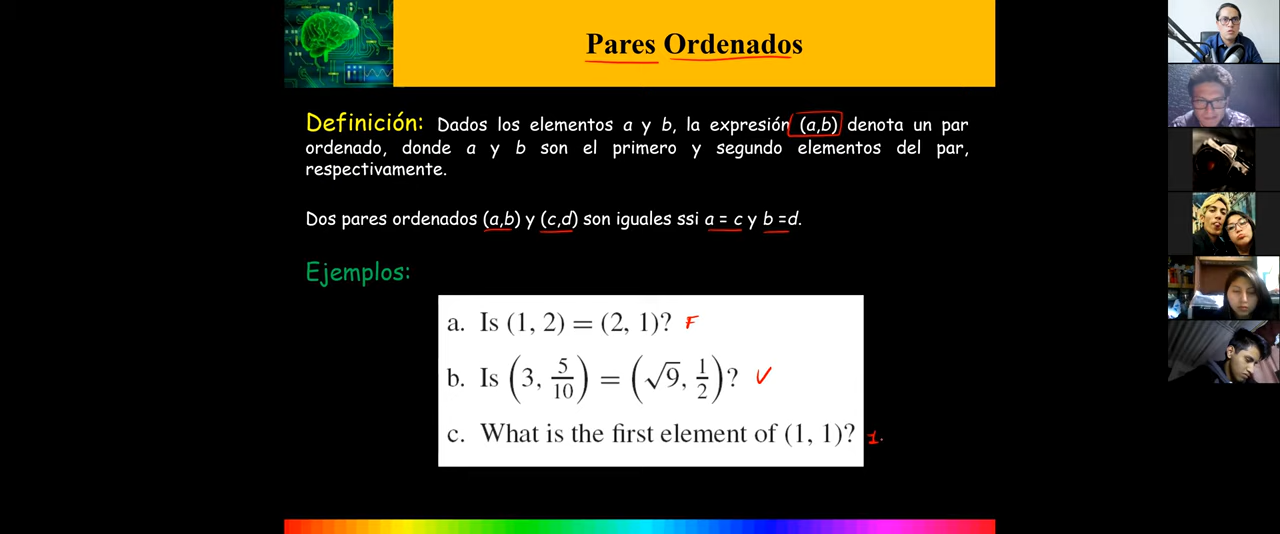 Pares Ordenados
Definición: Dados los elementos a y b, la expresión (a,b) denota un par
ordenado, donde a y b son el primero y segundo elementos del par,
respectivamente.
Dos pares ordenados (a,b) y (c,d) son iguales ssi a = c y b =d.
Ejemplos:
a. Is (1, 2) = (2, 1)? F
b. Is (3, 5/10) = (√9, 1/2)? V
c. What is the first element of (1, 1)? 1.